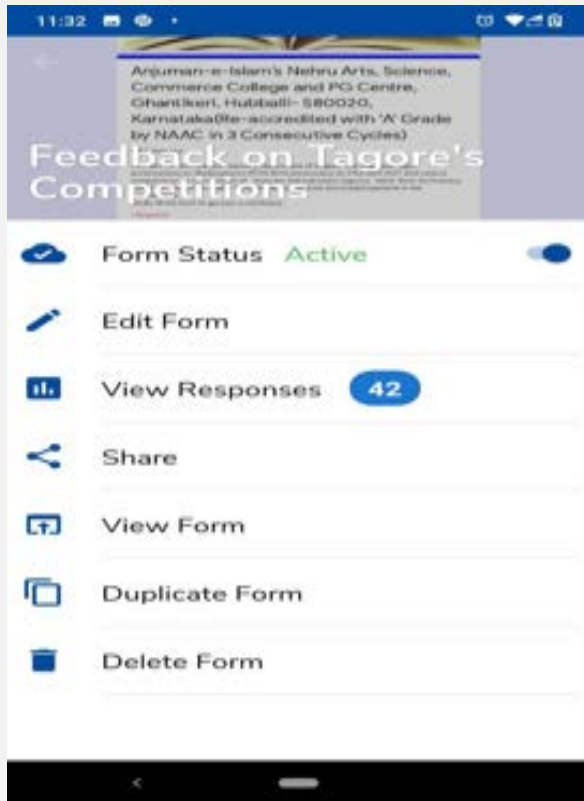 11:32
Anjuman-e-Islam's Nehru Arts, Science,
Commerce College and PG Centre,
Ghantikeri, Hubballi- 580020,
Karnataka(Re-accredited with 'A' Grade
by NAAC in 3 Consecutive Cycles)
Feedback on Tagore's
Competitions
Form Status Active
Edit Form
View Responses 42
Share
View Form
Duplicate Form
Delete Form